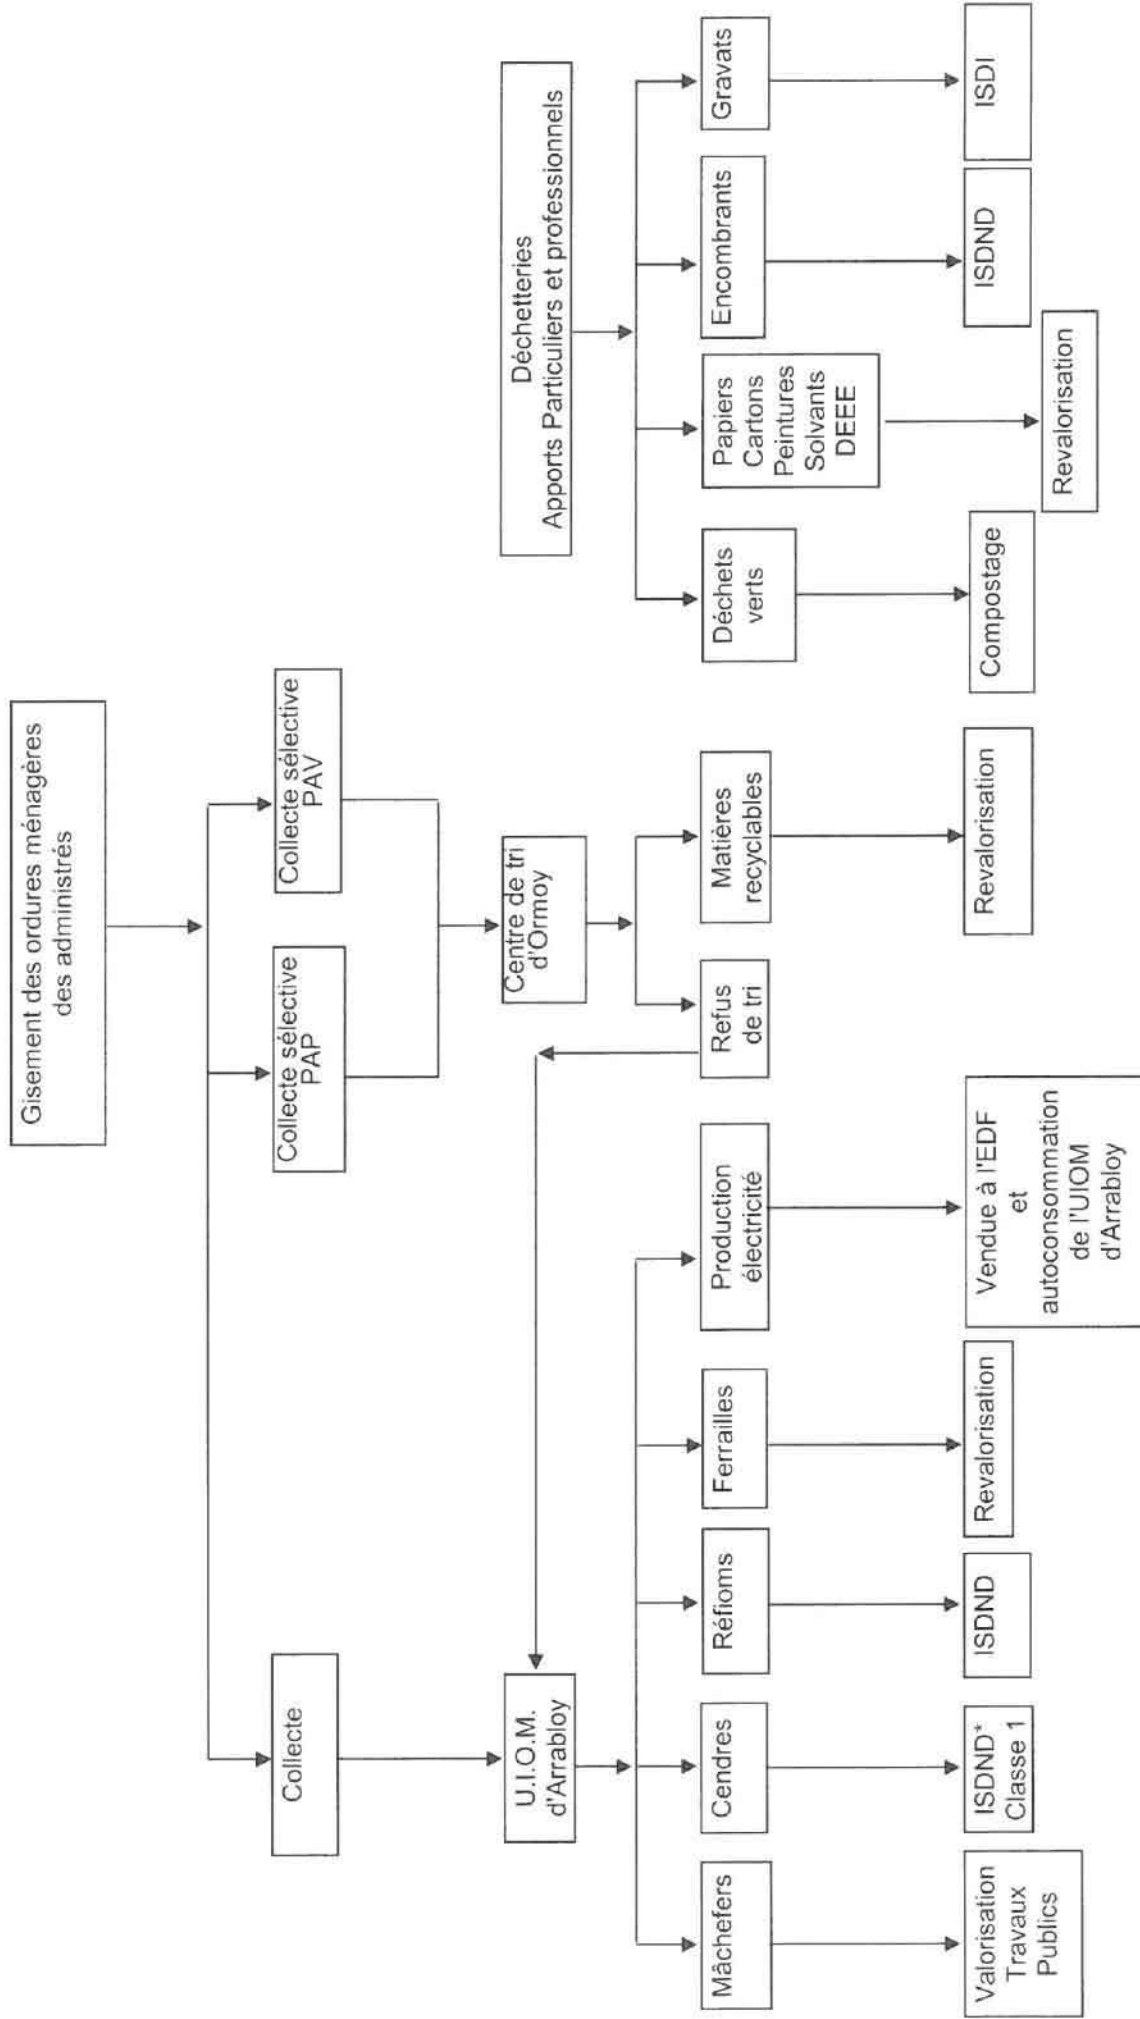 Gisement des ordures ménagères
des administrés
Collecte
Collecte sélective
PAP
Collecte sélective
PAV
U.I.O.M.
d'Arrabloy
Centre de tri
d'Ormoy
Déchetteries
Apports Particuliers et professionnels
Mâchefers
Cendres
Réfioms
Ferrailles
Production
électricité
Refus
de tri
Matières
recyclables
Déchets
verts
Papiers
Cartons
Peintures
Solvants
DEEE
Encombrants
Gravats
Valorisation
Travaux
Publics
ISDND*
Classe 1
ISDND
Revalorisation
Vendue à l'EDF
et
autoconsommation
de l'UIOM
d'Arrabloy
Revalorisation
Compostage
Revalorisation
ISDND
ISDI